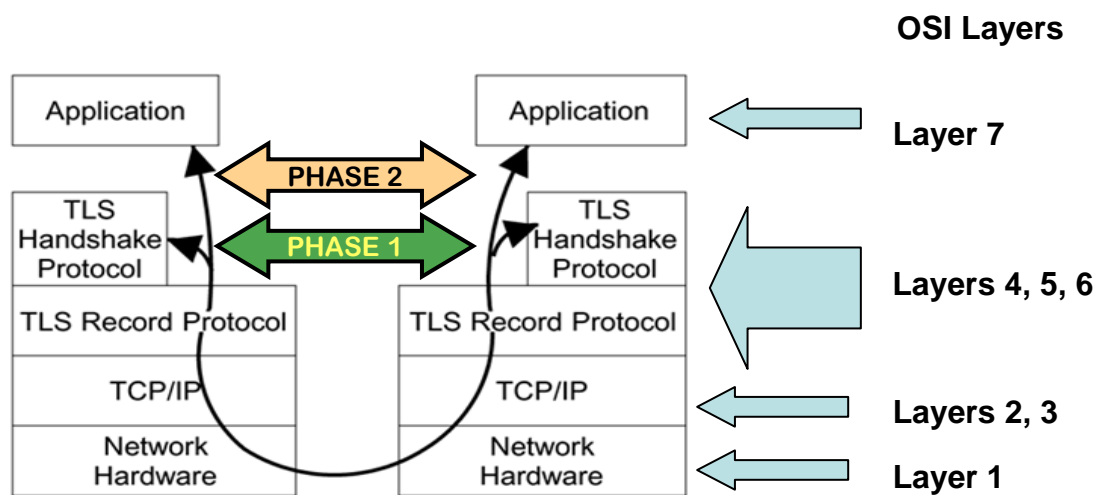 OSI Layers
Application
Application
Layer 7
PHASE 2
TLS
Handshake
Protocol
PHASE 1
TLS
Handshake
Protocol
Layers 4, 5, 6
TLS Record Protocol
TLS Record Protocol
TCP/IP
TCP/IP
Layers 2, 3
Network
Hardware
Network
Hardware
Layer 1